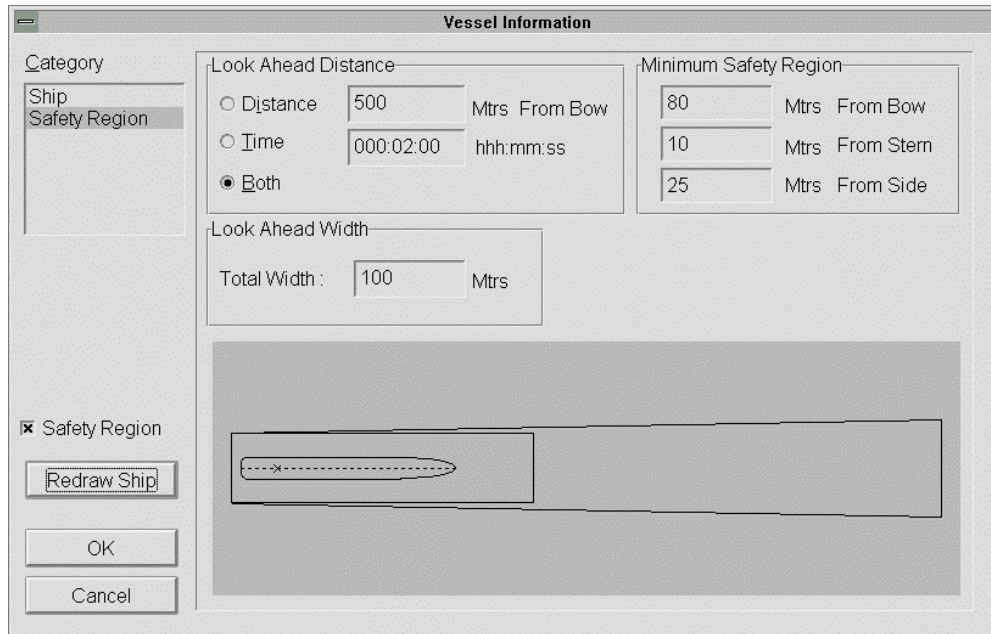 Vessel Information
Category
Ship
Safety Region
Look Ahead Distance
Distance 500 Mtrs From Bow
Time 000:02:00 hhh:mm:ss
Both
Minimum Safety Region
80 Mtrs From Bow
10 Mtrs From Stern
25 Mtrs From Side
Look Ahead Width
Total Width : 100 Mtrs
Safety Region
Redraw Ship
OK
Cancel